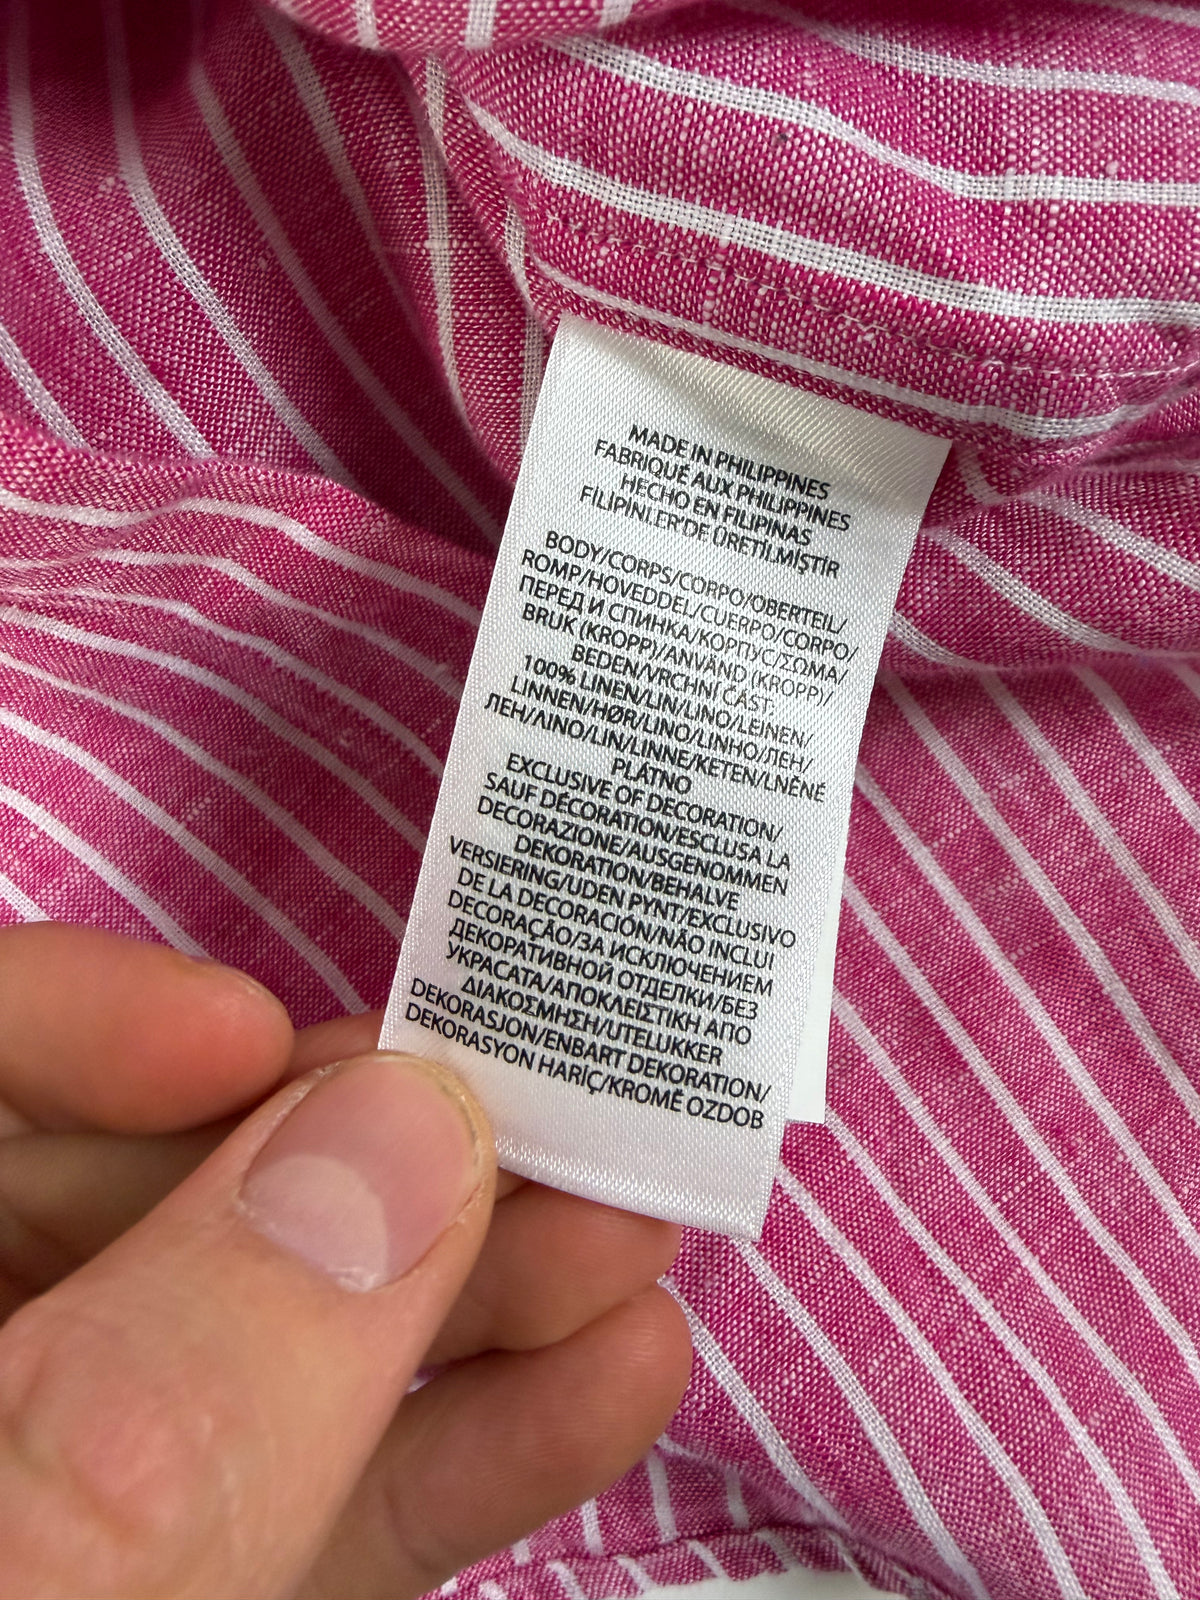 MADE IN PHILIPPINES
FABRIQUÉ AUX PHILIPPINES
HECHO EN FILIPINAS
FILIPINLER'DE ÜRETILMIŞTIR
BODY/CORPS/CORPO/OBERTEIL/
ROMP/HOVEDDEL/CUERPO/CORPO/
ПЕРЕД И СПИНКА/КОРПУС/ΣΩΜΑ/
BRUK (KROPP)/ANVÄND (KROPP)/
BEDEN/VRCHNÍ ČÁST:
100% LINEN/LIN/LINO/LEINEN/
LINNEN/HØR/LINO/LINHO/ЛЕН/
ЛЕН/ΛΙΝΟ/LIN/LINNE/KETEN/LNĚNÉ
PLÁTNO
EXCLUSIVE OF DECORATION/
SAUF DÉCORATION/ESCLUSA LA
DECORAZIONE/AUSGENOMMEN
DEKORATION/BEHALVE
VERSIERING/UDEN PYNT/EXCLUSIVO
DE LA DECORACIÓN/NÃO INCLUI
DECORAÇÃO/ЗА ИСКЛЮЧЕНИЕМ
ДЕКОРАТИВНОЙ ОТДЕЛКИ/БЕЗ
УКРАСАТА/ΑΠΟΚΛΕΙΣΤΙΚΗ ΑΠΟ
ΔΙΑΚΟΣΜΗΣΗ/UTELUKKER
DEKORASJON/ENBART DEKORATION/
DEKORASYON HARİÇ/KROMĚ OZDOB